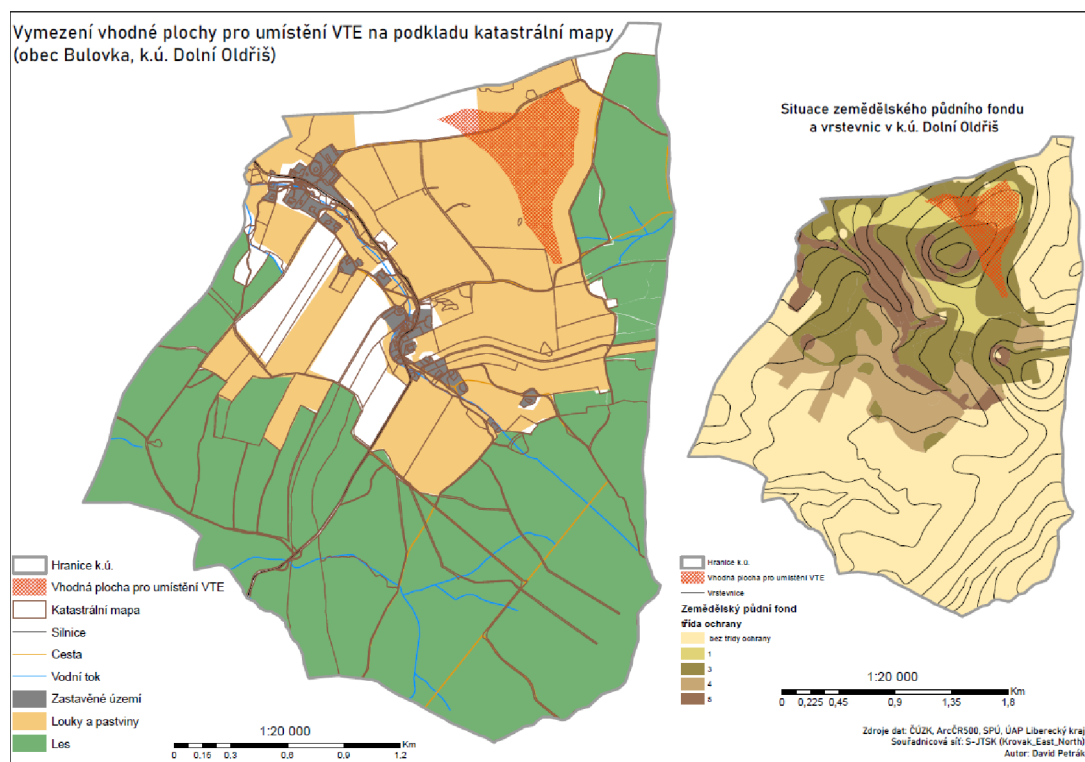 Vymezení vhodné plochy pro umístění VTE na podkladu katastrální mapy
(obec Bulovka, k.ú. Dolní Oldřiš)
Situace zemědělského půdního fondu
a vrstevnic v k.ú. Dolní Oldřiš
Hranice k.ú.
Vhodná plocha pro umístění VTE
Katastrální mapa
Silnice
Cesta
Vodní tok
Zastavěné území
Louky a pastviny
Les
1:20 000
Km
0 0.16 0.3 0.6 0.9 1.2
Hranice k.ú.
Vhodná plocha pro umístění VTE
Vrstevnice
Zemědělský půdní fond
třída ochrany
bez třídy ochrany
1
3
4
5
1:20 000
Km
0 0,225 0,45 0,9 1,35 1,8
Zdroje dat: ČÚZK, ArcČR500, SPÚ, ÚAP Liberecký kraj
Souřadnicová síť: S-JTSK (Krovak_East_North)
Autor: David Petrák